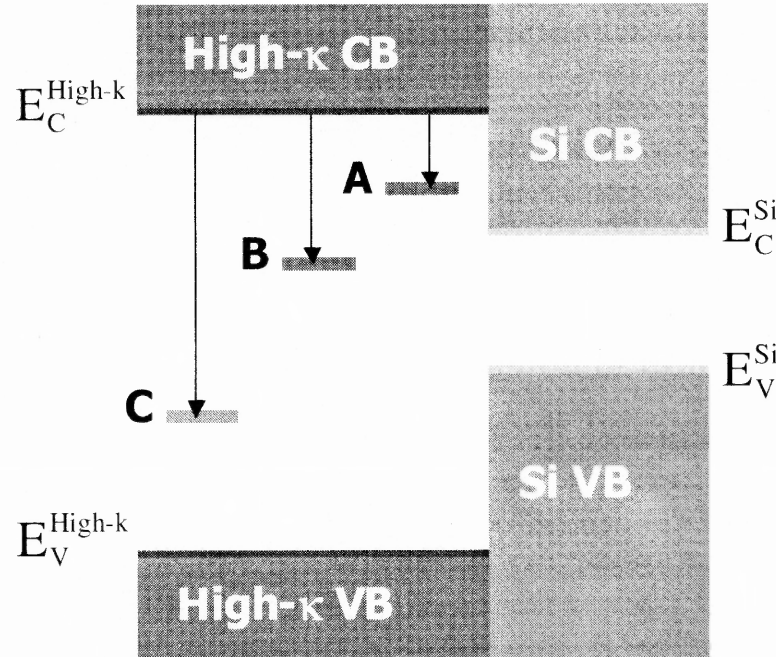 High-κ CB
E_C^High-k
Si CB
A
E_C^Si
B
E_V^Si
C
Si VB
E_V^High-k
High-κ VB